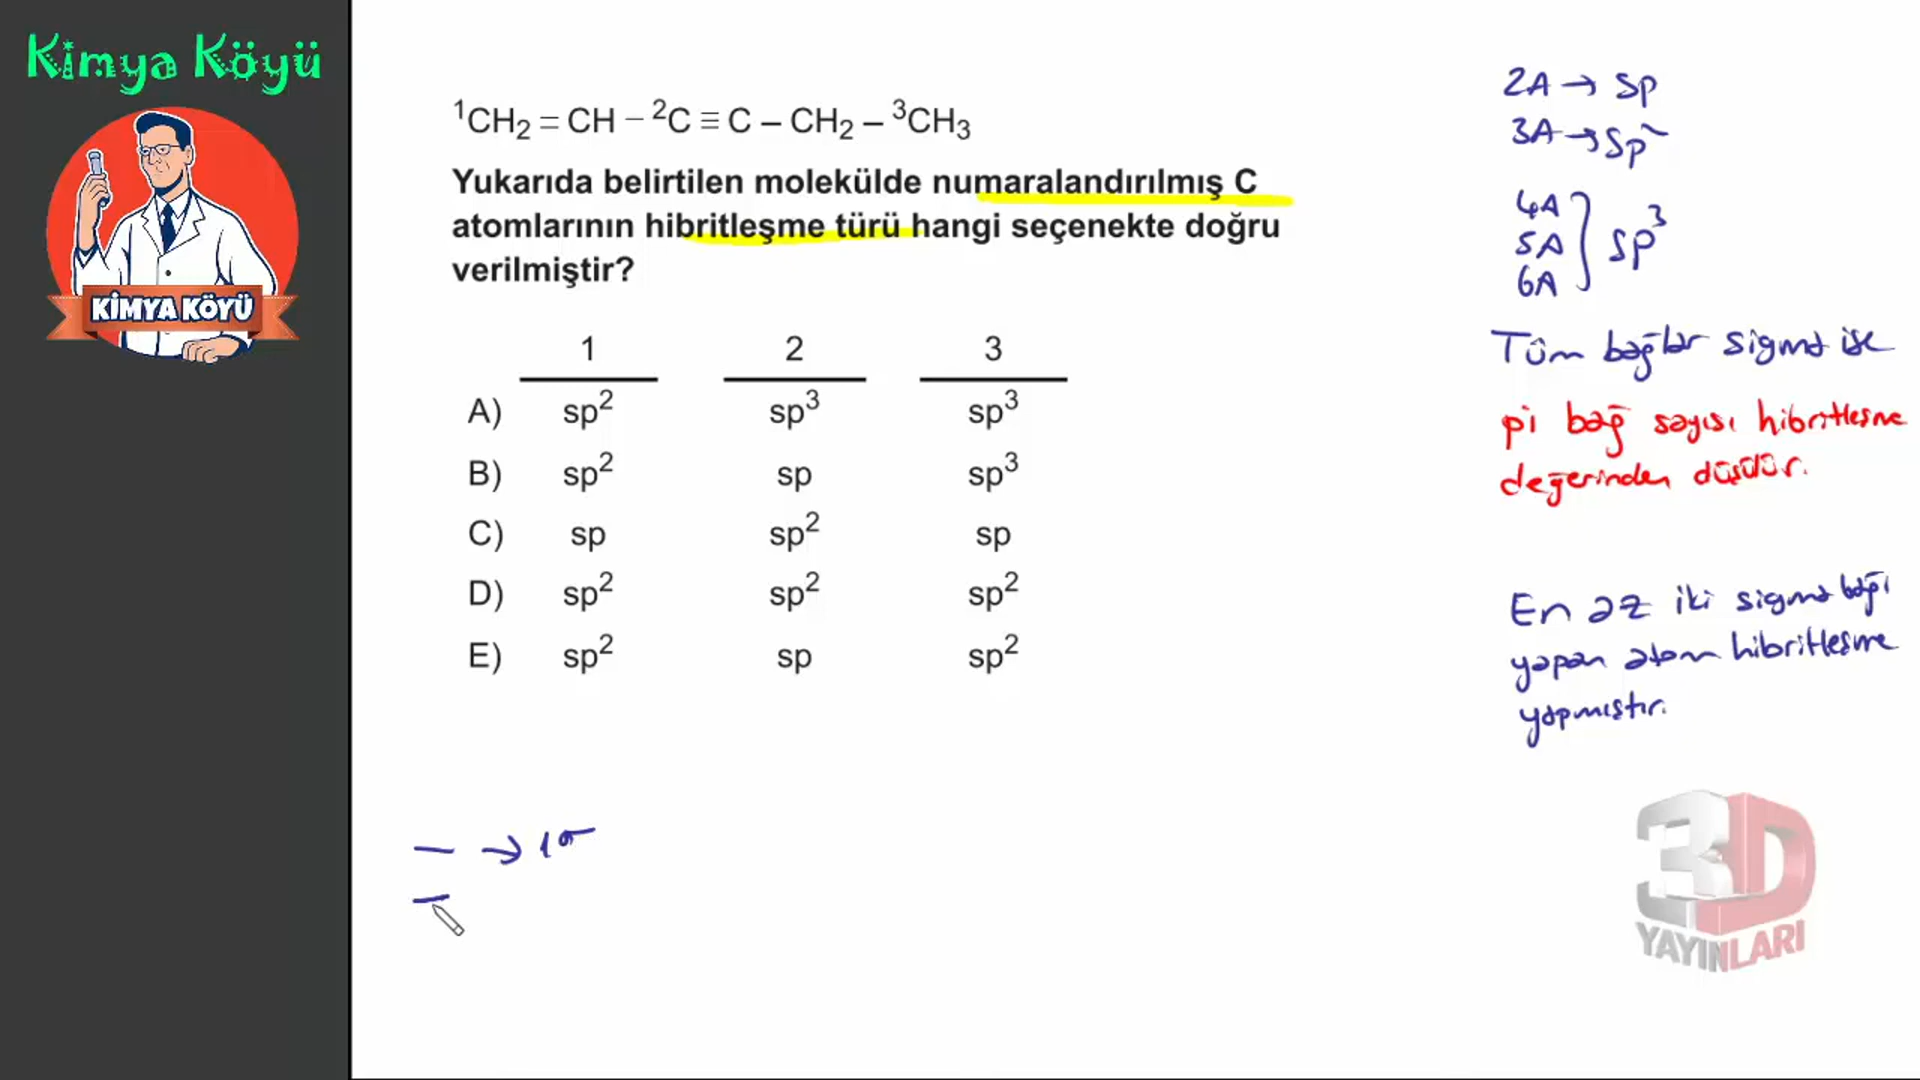 Kimya Köyü
KİMYA KÖYÜ
¹CH₂ = CH – ²C ≡ C – CH₂ – ³CH₃
Yukarıda belirtilen molekülde numaralandırılmış C
atomlarının hibritleşme türü hangi seçenekte doğru
verilmiştir?
1 2 3
A) sp² sp³ sp³
B) sp² sp sp³
C) sp sp² sp
D) sp² sp² sp²
E) sp² sp sp²
— → 1σ
—
2A → sp
3A → sp²
4A
5A } sp³
6A
Tüm bağlar sigma ise
pi bağ sayısı hibritleşme
değerinden düşülür.
En az iki sigma bağı
yapan atom hibritleşme
yapmıştır.
3D
YAYINLARI